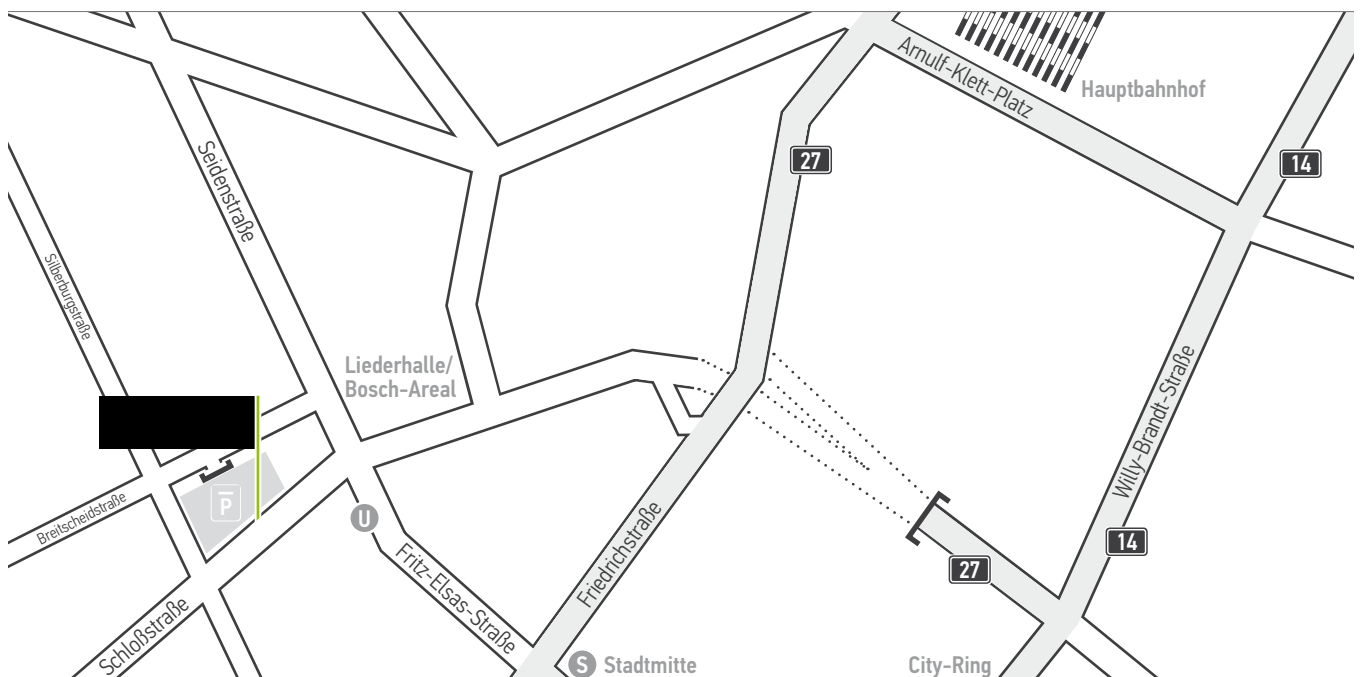 Arnulf-Klett-Platz
Hauptbahnhof
27
14
Seidenstraße
Silberburgstraße
Liederhalle/
Bosch-Areal
Willy-Brandt-Straße
P
Breitscheidstraße
U
Fritz-Elsas-Straße
Friedrichstraße
14
27
Schloßstraße
S Stadtmitte
City-Ring